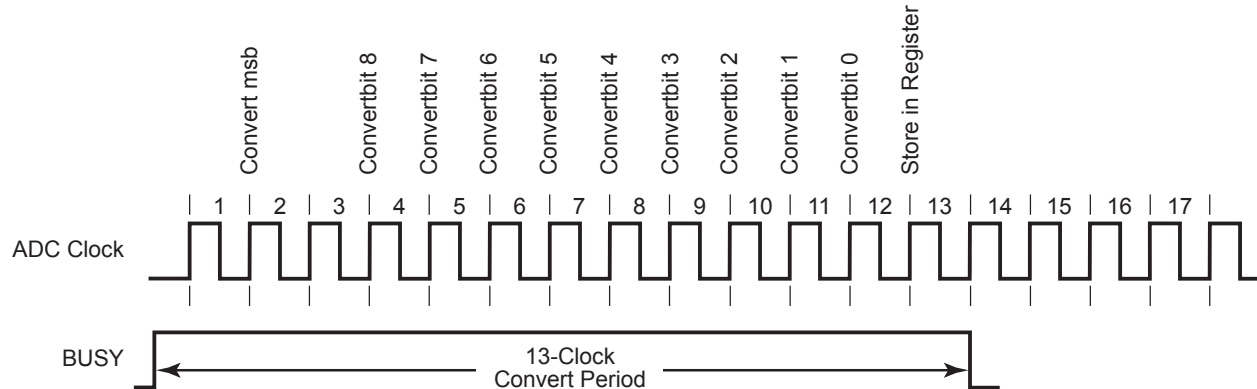 Convert msb
Convertbit 8
Convertbit 7
Convertbit 6
Convertbit 5
Convertbit 4
Convertbit 3
Convertbit 2
Convertbit 1
Convertbit 0
Store in Register
1 2 3 4 5 6 7 8 9 10 11 12 13 14 15 16 17
ADC Clock
BUSY
13-Clock
Convert Period